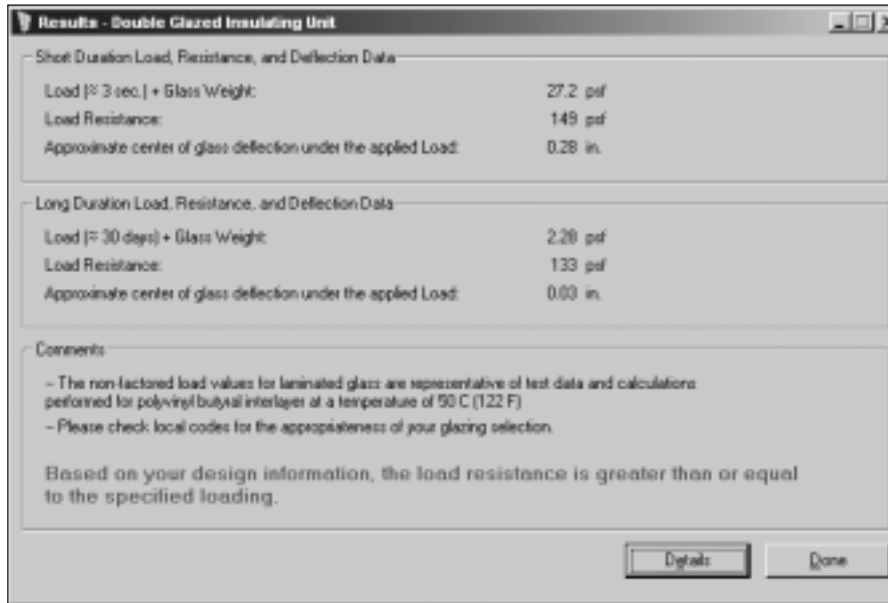 Results - Double Glazed Insulating Unit
Short Duration Load, Resistance, and Deflection Data
Load (≈ 3 sec.) + Glass Weight: 27.2 psf
Load Resistance: 149 psf
Approximate center of glass deflection under the applied Load: 0.28 in.
Long Duration Load, Resistance, and Deflection Data
Load (≈ 30 days) + Glass Weight: 2.28 psf
Load Resistance: 133 psf
Approximate center of glass deflection under the applied Load: 0.03 in.
Comments
– The non-factored load values for laminated glass are representative of test data and calculations
performed for polyvinyl butyral interlayer at a temperature of 50 C (122 F)
– Please check local codes for the appropriateness of your glazing selection.
Based on your design information, the load resistance is greater than or equal
to the specified loading.
Details Done